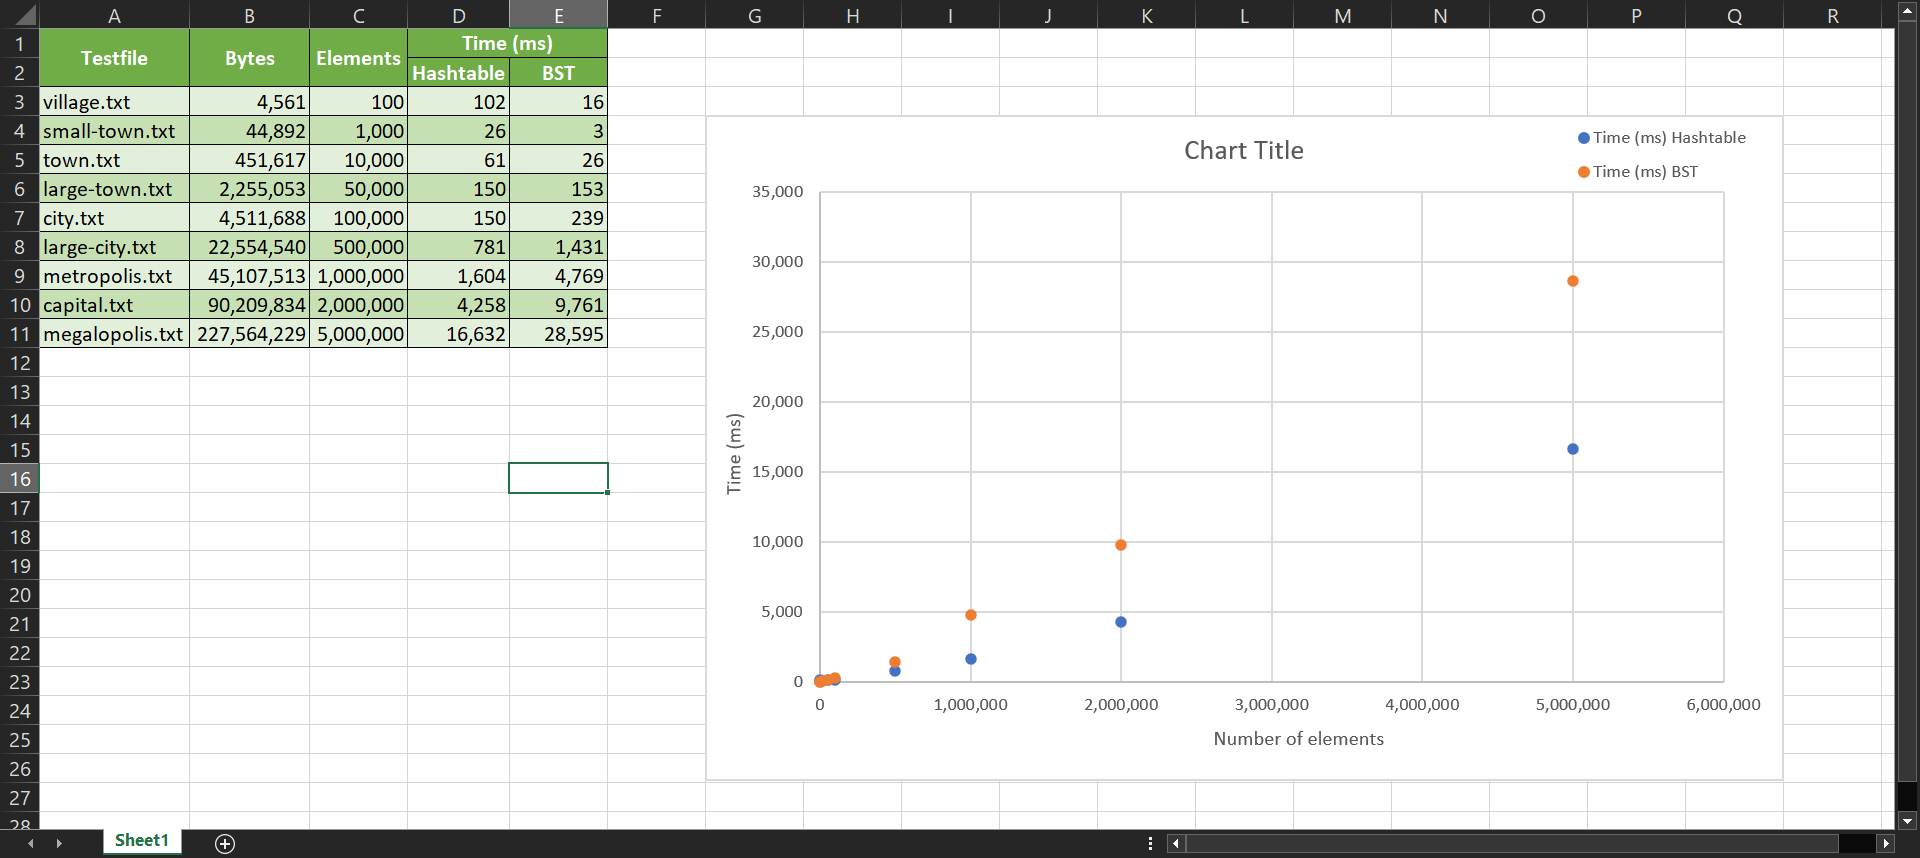 A B C D E F G H I J K L M N O P Q R
1 Testfile Bytes Elements Time (ms)
2 Hashtable BST
3 village.txt 4,561 100 102 16
4 small-town.txt 44,892 1,000 26 3
5 town.txt 451,617 10,000 61 26
6 large-town.txt 2,255,053 50,000 150 153
7 city.txt 4,511,688 100,000 150 239
8 large-city.txt 22,554,540 500,000 781 1,431
9 metropolis.txt 45,107,513 1,000,000 1,604 4,769
10 capital.txt 90,209,834 2,000,000 4,258 9,761
11 megalopolis.txt 227,564,229 5,000,000 16,632 28,595
12
13
14
15
16
17
18
19
20
21
22
23
24
25
26
27
28
Chart Title
Time (ms) Hashtable
Time (ms) BST
35,000
30,000
25,000
20,000
15,000
10,000
5,000
0
Time (ms)
0 1,000,000 2,000,000 3,000,000 4,000,000 5,000,000 6,000,000
Number of elements
Sheet1